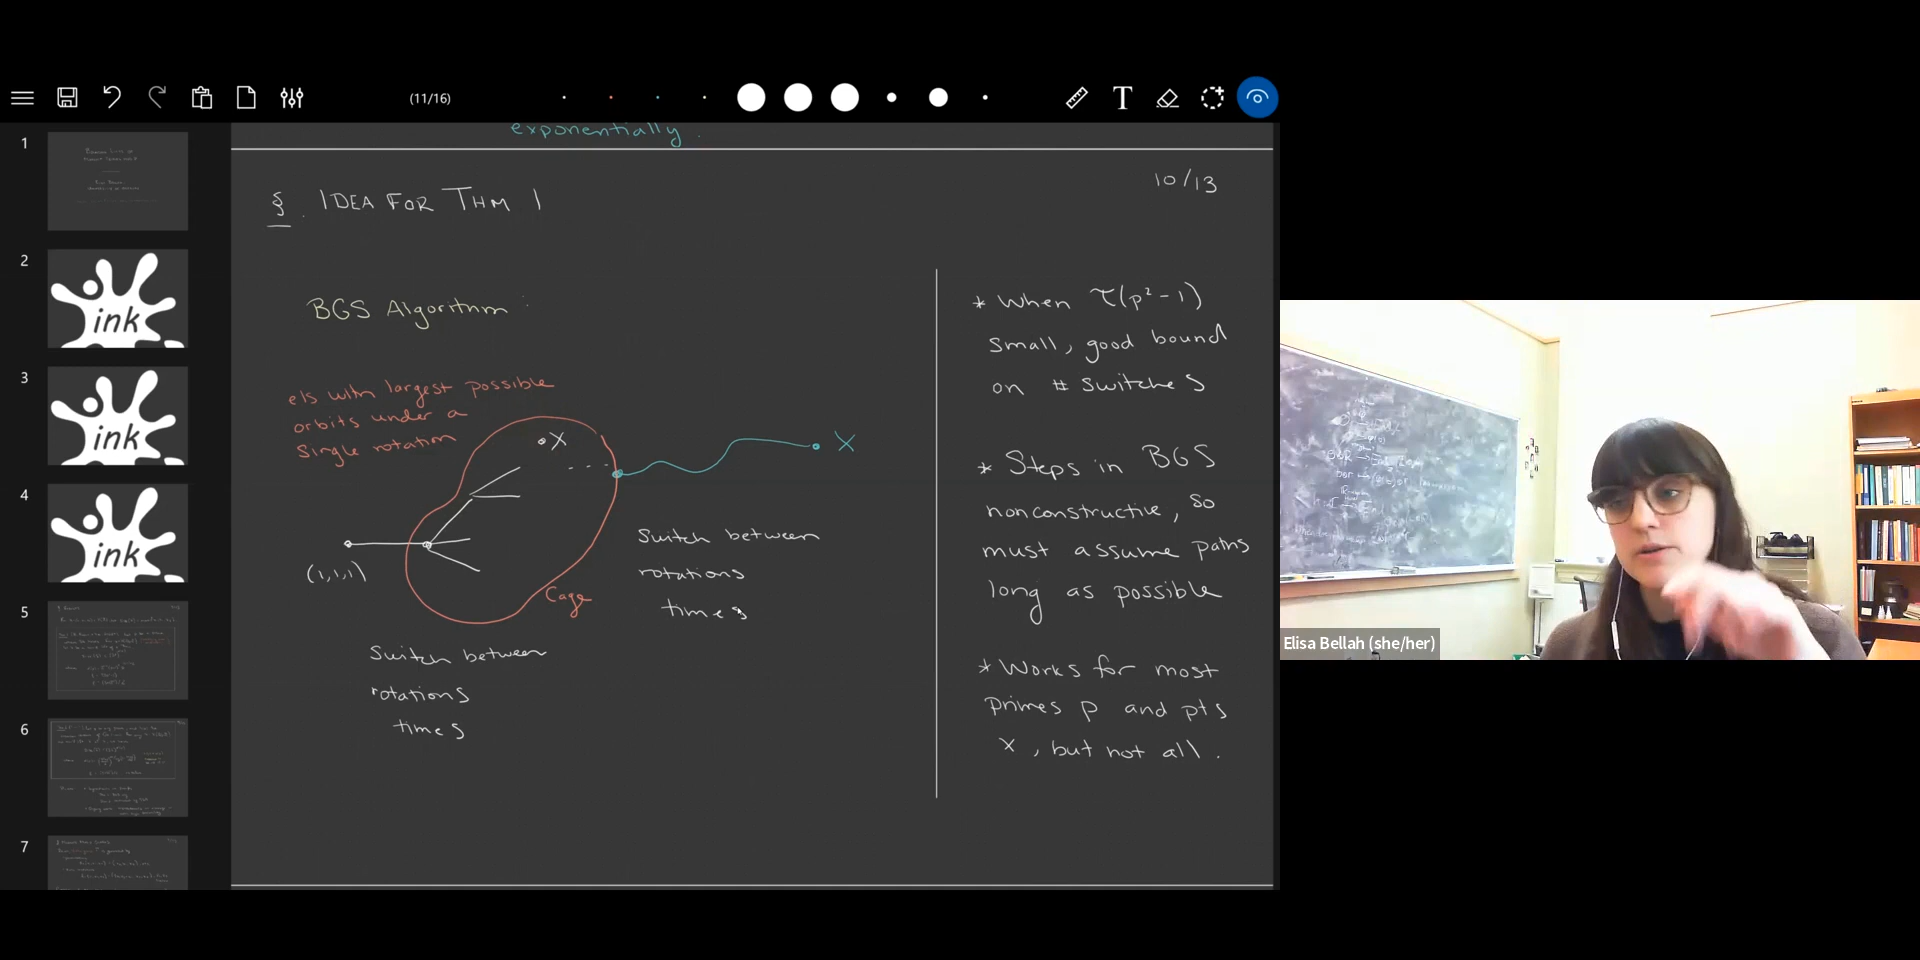 (11/16)
1
2
ink
3
ink
4
ink
5
6
7
exponentially.
10/13
§. IDEA FOR THM 1
BGS Algorithm:
els with largest possible
orbits under a
single rotation
X
X
(1,1,1)
Cage
Switch between
rotations
times
Switch between
rotations
times
* When τ(p²-1)
small, good bound
on # switches
* Steps in BGS
nonconstructive, so
must assume paths
long as possible
* Works for most
primes p and pts
X, but not all.
Elisa Bellah (she/her)